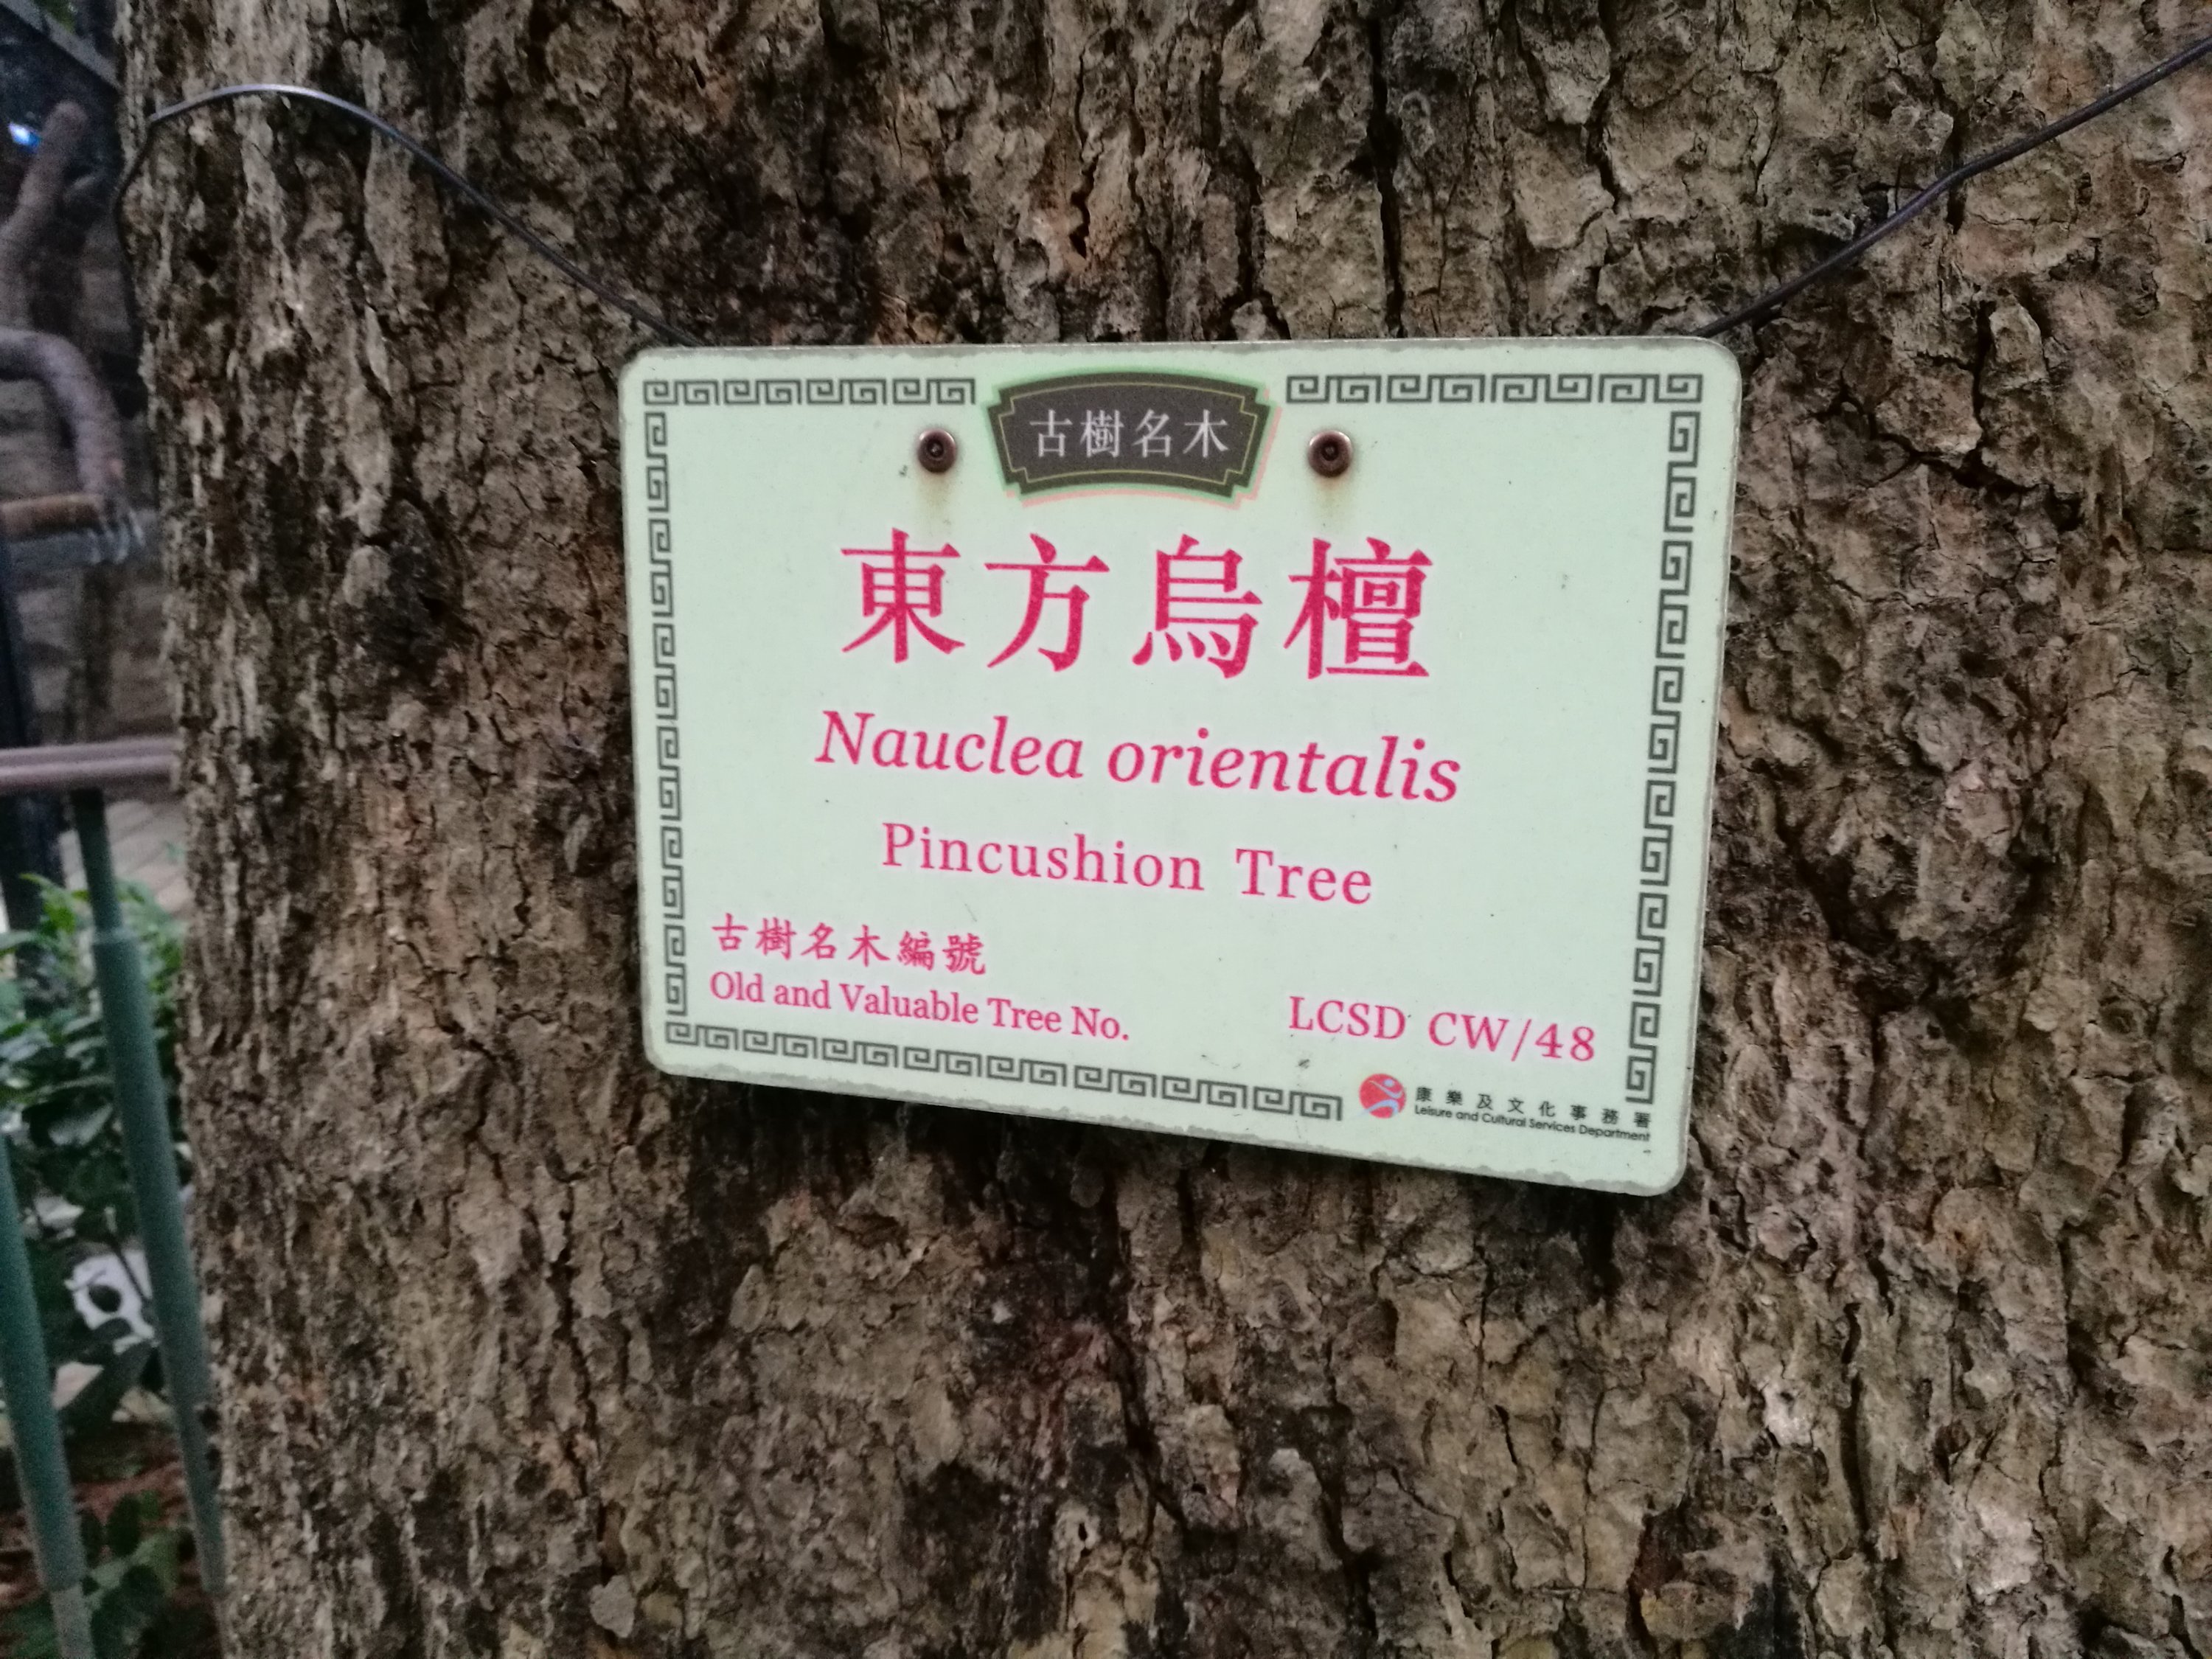 古樹名木
東方烏檀
Nauclea orientalis
Pincushion Tree
古樹名木編號
Old and Valuable Tree No. LCSD CW/48
康樂及文化事務署
Leisure and Cultural Services Department